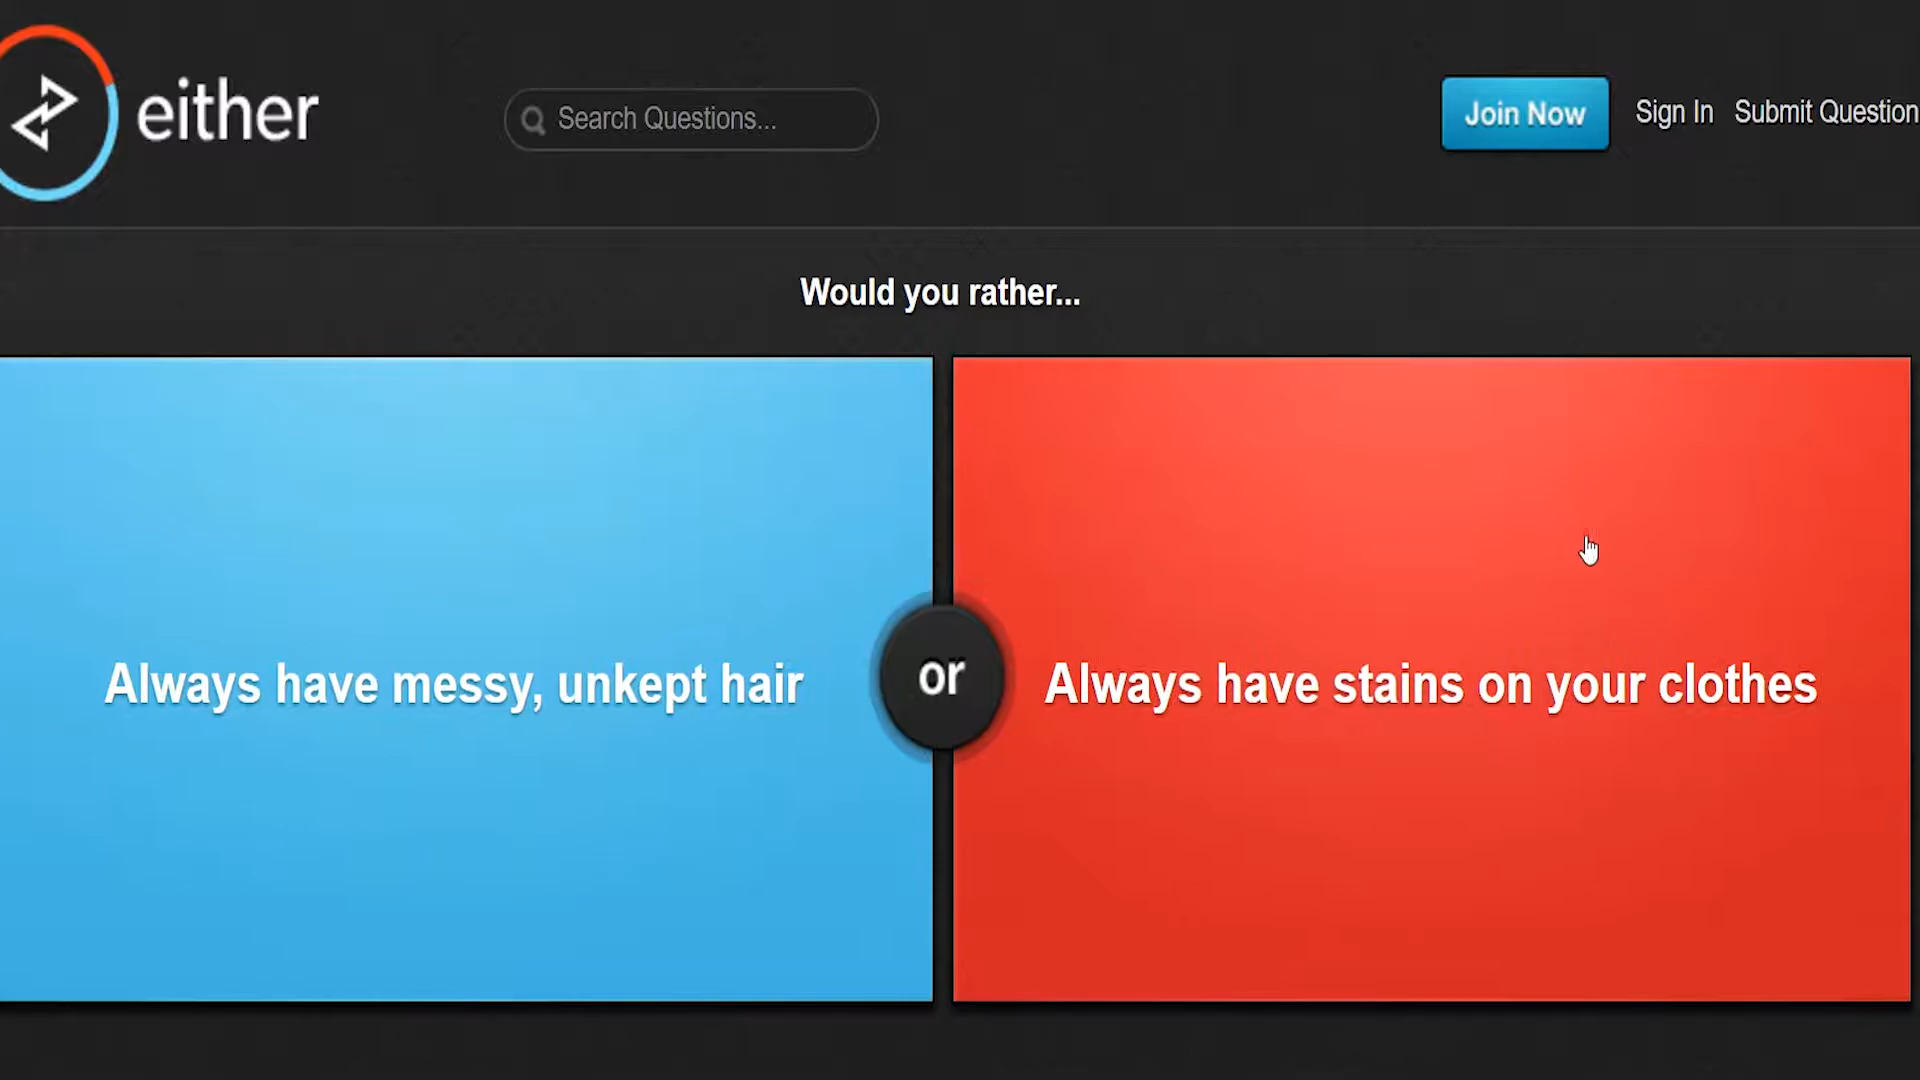 either
Search Questions...
Join Now
Sign In
Submit Question
Would you rather...
Always have messy, unkept hair
or
Always have stains on your clothes